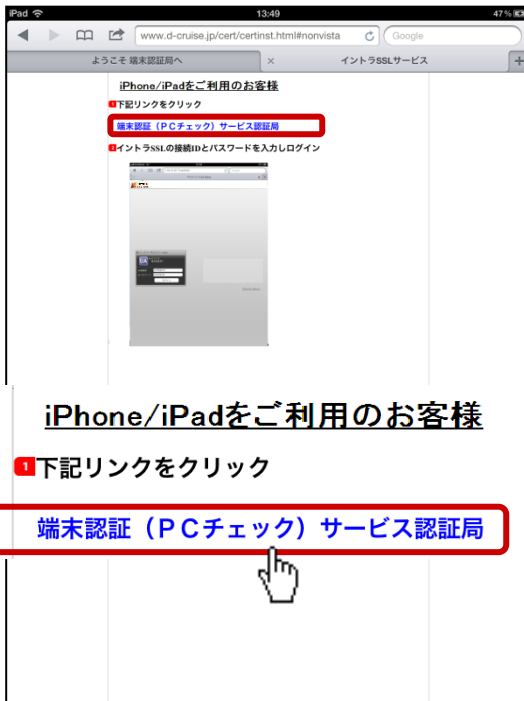 iPad 13:49 47%
www.d-cruise.jp/cert/certinst.html#nonvista Google
ようこそ 端末認証局へ × イントラSSLサービス +
iPhone/iPadをご利用のお客様
1下記リンクをクリック
端末認証（ＰＣチェック）サービス認証局
2イントラSSLの接続IDとパスワードを入力しログイン
iPhone/iPadをご利用のお客様
1下記リンクをクリック
端末認証（ＰＣチェック）サービス認証局